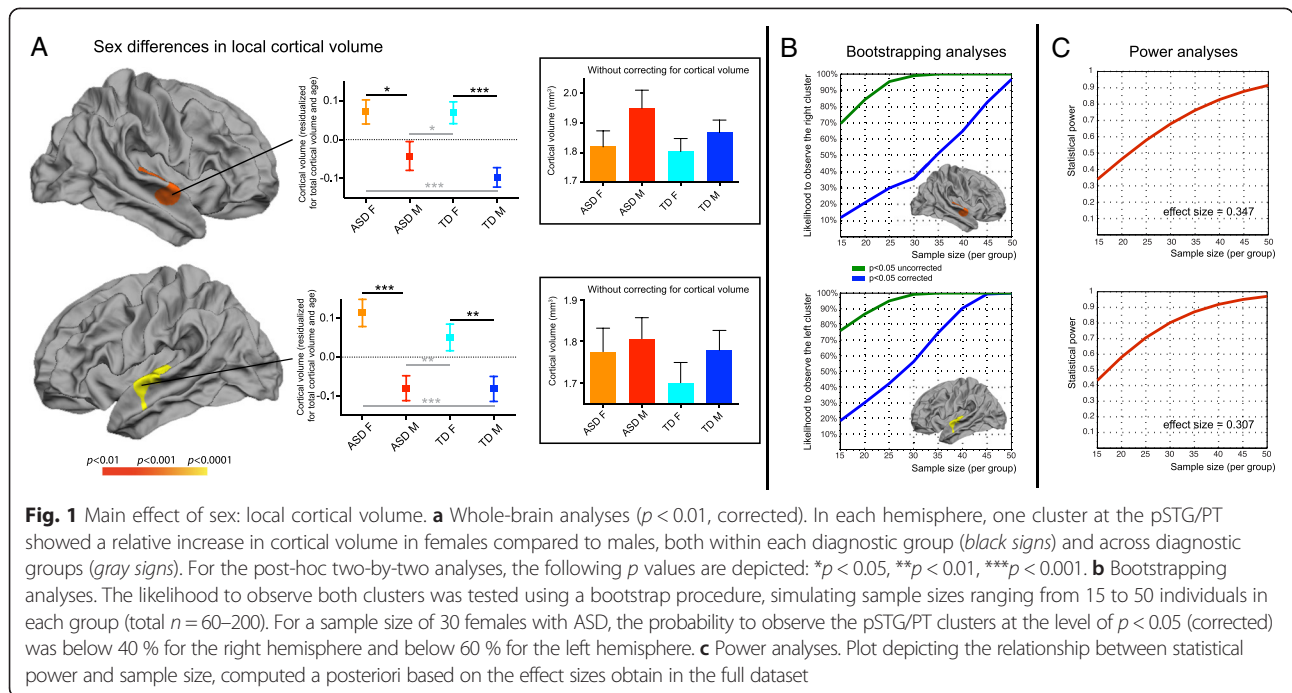 A
Sex differences in local cortical volume
Cortical volume (residualized
for total cortical volume and age)
0.1
0.0
-0.1
*
***
*
***
ASD F
ASD M
TD F
TD M
Without correcting for cortical volume
Cortical volume (mm³)
2.1
2.0
1.9
1.8
1.7
ASD F
ASD M
TD F
TD M
Cortical volume (residualized
for total cortical volume and age)
0.1
0.0
-0.1
***
**
**
***
ASD F
ASD M
TD F
TD M
Without correcting for cortical volume
Cortical volume (mm³)
1.9
1.8
1.7
ASD F
ASD M
TD F
TD M
p<0.01 p<0.001 p<0.0001
B
Bootstrapping analyses
Likelihood to observe the right cluster
100%
90%
80%
70%
60%
50%
40%
30%
20%
10%
15 20 25 30 35 40 45 50
Sample size (per group)
p<0.05 uncorrected
p<0.05 corrected
Likelihood to observe the left cluster
100%
90%
80%
70%
60%
50%
40%
30%
20%
10%
15 20 25 30 35 40 45 50
Sample size (per group)
C
Power analyses
Statistical power
1
0.9
0.8
0.7
0.6
0.5
0.4
0.3
0.2
0.1
effect size = 0.347
15 20 25 30 35 40 45 50
Sample size (per group)
Statistical power
1
0.9
0.8
0.7
0.6
0.5
0.4
0.3
0.2
0.1
effect size = 0.307
15 20 25 30 35 40 45 50
Sample size (per group)
Fig. 1 Main effect of sex: local cortical volume. a Whole-brain analyses (p < 0.01, corrected). In each hemisphere, one cluster at the pSTG/PT
showed a relative increase in cortical volume in females compared to males, both within each diagnostic group (black signs) and across diagnostic
groups (gray signs). For the post-hoc two-by-two analyses, the following p values are depicted: *p < 0.05, **p < 0.01, ***p < 0.001. b Bootstrapping
analyses. The likelihood to observe both clusters was tested using a bootstrap procedure, simulating sample sizes ranging from 15 to 50 individuals in
each group (total n = 60–200). For a sample size of 30 females with ASD, the probability to observe the pSTG/PT clusters at the level of p < 0.05 (corrected)
was below 40 % for the right hemisphere and below 60 % for the left hemisphere. c Power analyses. Plot depicting the relationship between statistical
power and sample size, computed a posteriori based on the effect sizes obtain in the full dataset